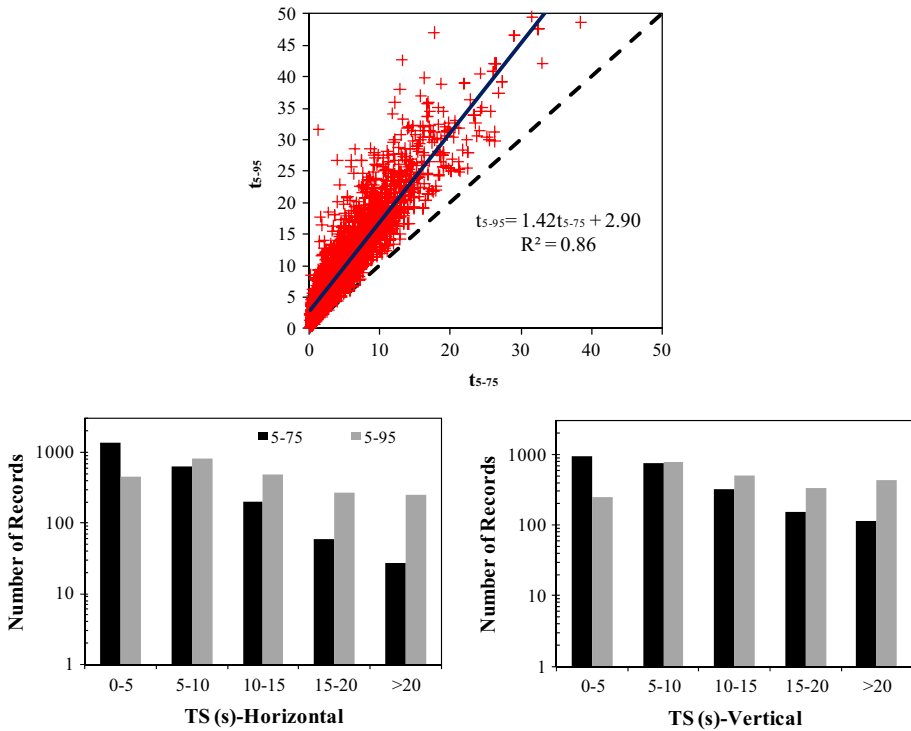 50
45
40
35
30
25
20
15
10
5
0
t5-95
t5-95= 1.42t5-75 + 2.90
R² = 0.86
0 10 20 30 40 50
t5-75
Number of Records
1000
100
10
1
5-75 5-95
0-5 5-10 10-15 15-20 >20
TS (s)-Horizontal
Number of Records
1000
100
10
1
0-5 5-10 10-15 15-20 >20
TS (s)-Vertical